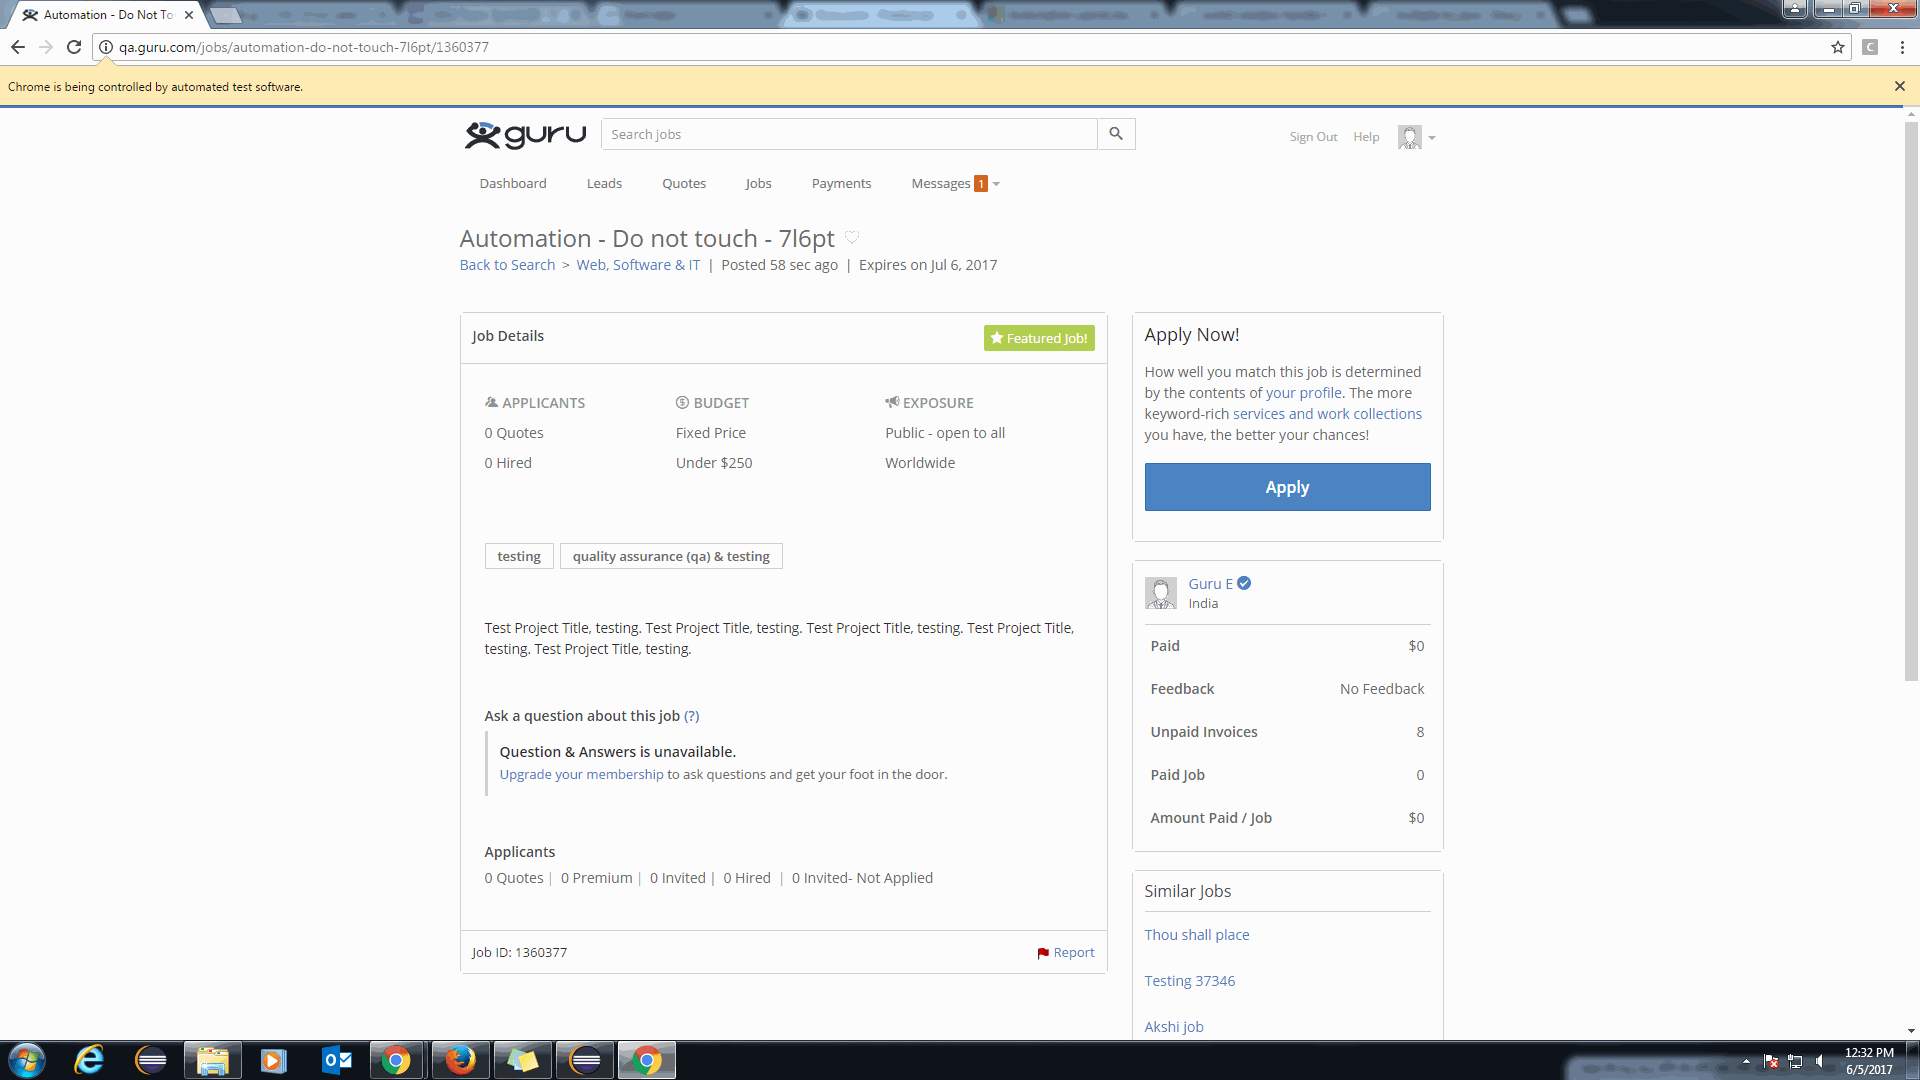 Automation - Do Not To
qa.guru.com/jobs/automation-do-not-touch-7l6pt/1360377
C
Chrome is being controlled by automated test software.
guru
Search jobs
Sign Out Help
Dashboard Leads Quotes Jobs Payments Messages 1
Automation - Do not touch - 7l6pt
Back to Search > Web, Software & IT | Posted 58 sec ago | Expires on Jul 6, 2017
Job Details
Featured Job!
APPLICANTS BUDGET EXPOSURE
0 Quotes Fixed Price Public - open to all
0 Hired Under $250 Worldwide
testing quality assurance (qa) & testing
Test Project Title, testing. Test Project Title, testing. Test Project Title, testing. Test Project Title,
testing. Test Project Title, testing.
Ask a question about this job (?)
Question & Answers is unavailable.
Upgrade your membership to ask questions and get your foot in the door.
Applicants
0 Quotes | 0 Premium | 0 Invited | 0 Hired | 0 Invited- Not Applied
Job ID: 1360377
Report
Apply Now!
How well you match this job is determined
by the contents of your profile. The more
keyword-rich services and work collections
you have, the better your chances!
Apply
Guru E
India
Paid $0
Feedback No Feedback
Unpaid Invoices 8
Paid Job 0
Amount Paid / Job $0
Similar Jobs
Thou shall place
Testing 37346
Akshi job
12:32 PM
6/5/2017